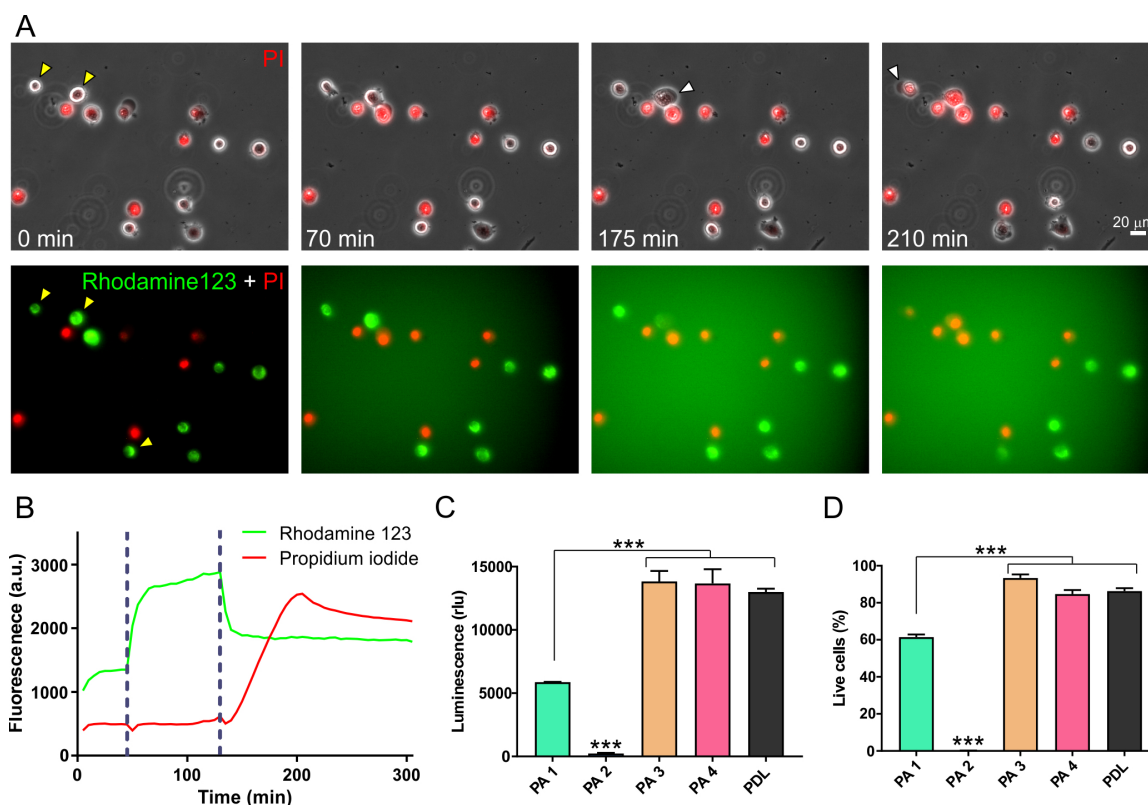 A
PI
0 min
70 min
175 min
210 min
20 µm
Rhodamine123 + PI
B
Rhodamine 123
Propidium iodide
Fluoresecence (a.u.)
3000
2000
1000
0
0
100
200
300
Time (min)
C
***
***
Luminescence (rlu)
15000
10000
5000
0
PA 1
PA 2
PA 3
PA 4
PDL
D
***
***
Live cells (%)
100
80
60
40
20
0
PA 1
PA 2
PA 3
PA 4
PDL